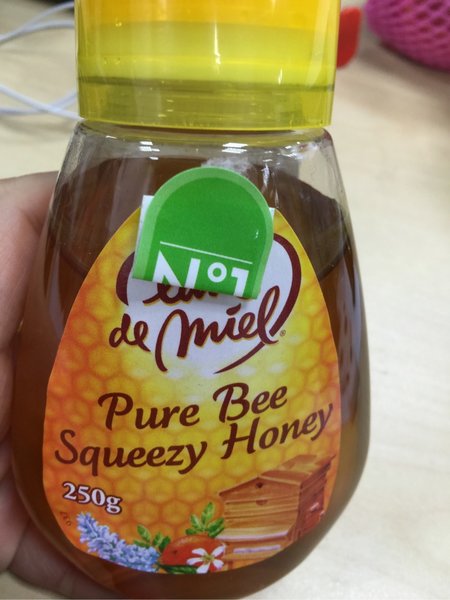 N°1
de Miel®
Pure Bee
Squeezy Honey
250g